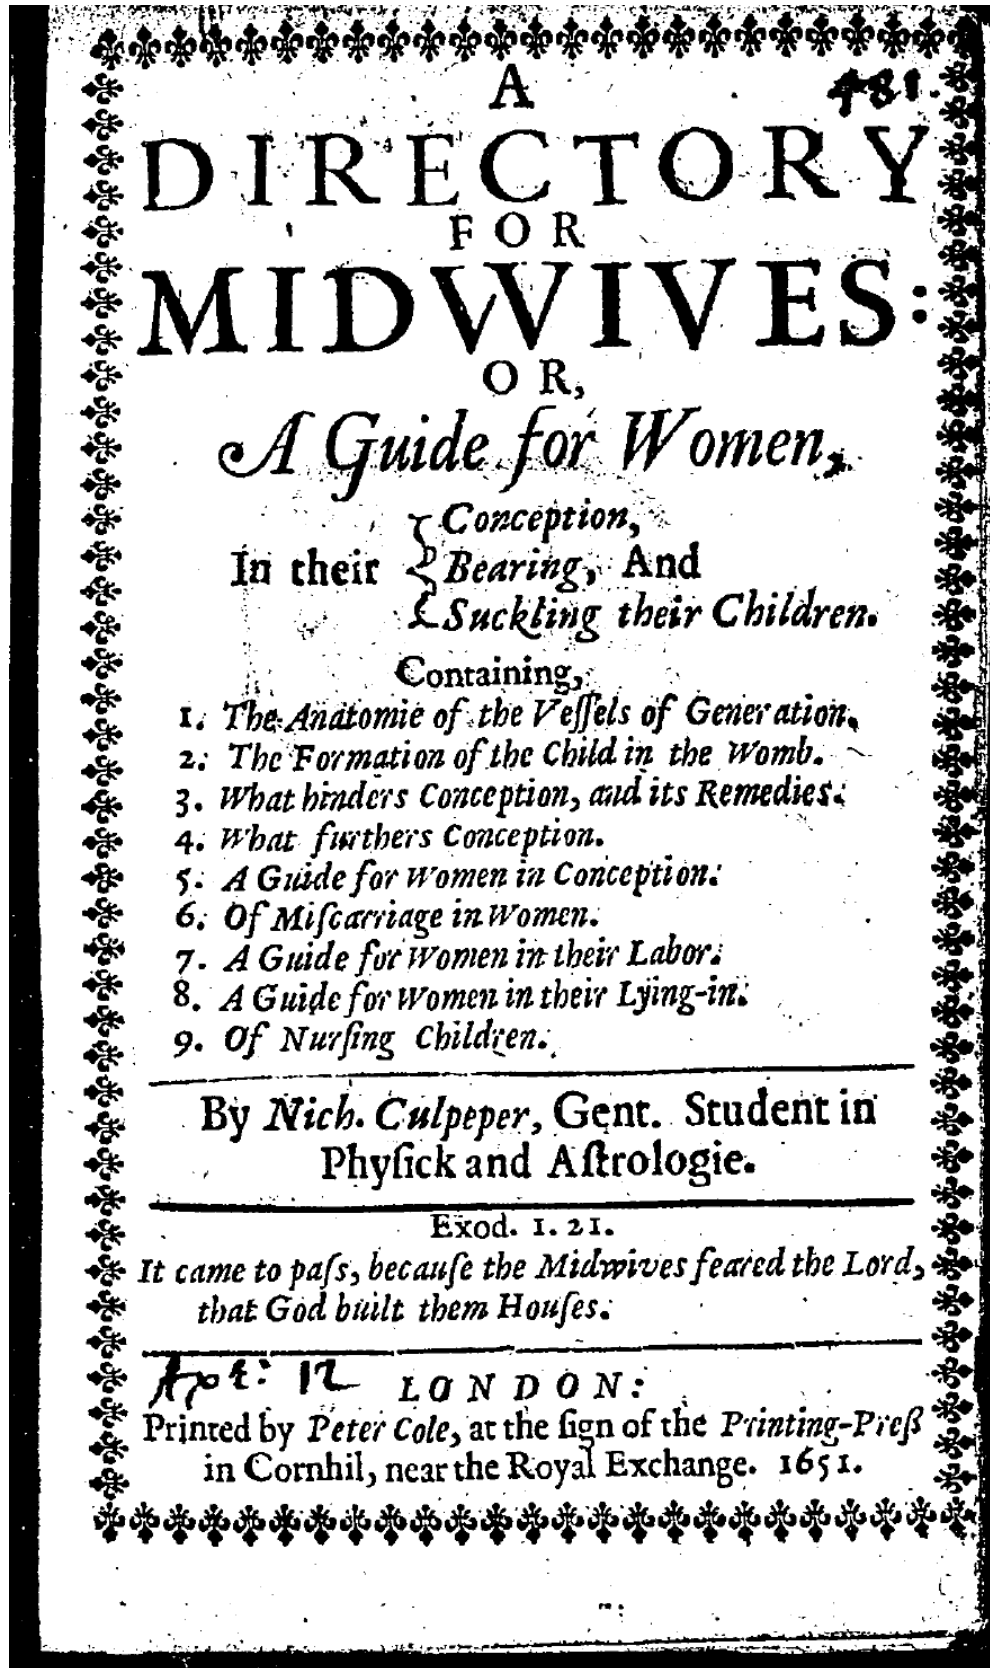 A
481.
DIRECTORY
FOR
MIDWIVES:
OR,
A Guide for Women,
Conception,
In their Bearing, And
Suckling their Children.
Containing,
1. The Anatomie of the Veſſels of Generation.
2. The Formation of the Child in the Womb.
3. What hinders Conception, and its Remedies.
4. What furthers Conception.
5. A Guide for Women in Conception.
6. Of Miſcarriage in Women.
7. A Guide for Women in their Labor.
8. A Guide for Women in their Lying-in.
9. Of Nurſing Children.
By Nich. Culpeper, Gent. Student in
Phyſick and Aſtrologie.
Exod. 1. 21.
It came to paſs, becauſe the Midwives feared the Lord,
that God built them Houſes.
Apr: 12
LONDON:
Printed by Peter Cole, at the ſign of the Printing-Preß
in Cornhil, near the Royal Exchange. 1651.